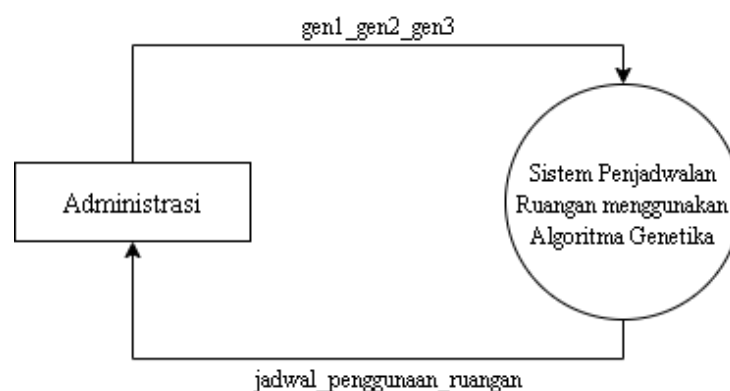 gen1_gen2_gen3
Administrasi
Sistem Penjadwalan
Ruangan menggunakan
Algoritma Genetika
jadwal_penggunaan_ruangan